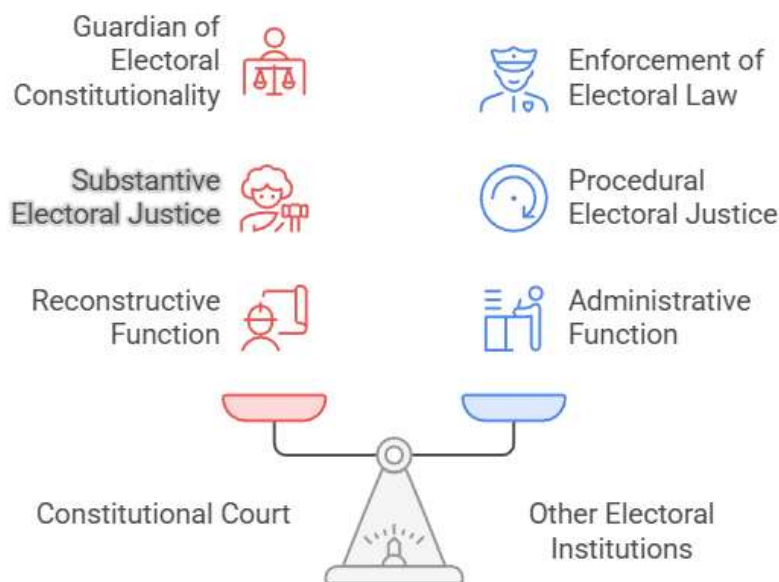 Guardian of
Electoral
Constitutionality
Enforcement of
Electoral Law
Substantive
Electoral Justice
Procedural
Electoral Justice
Reconstructive
Function
Administrative
Function
Constitutional Court
Other Electoral
Institutions